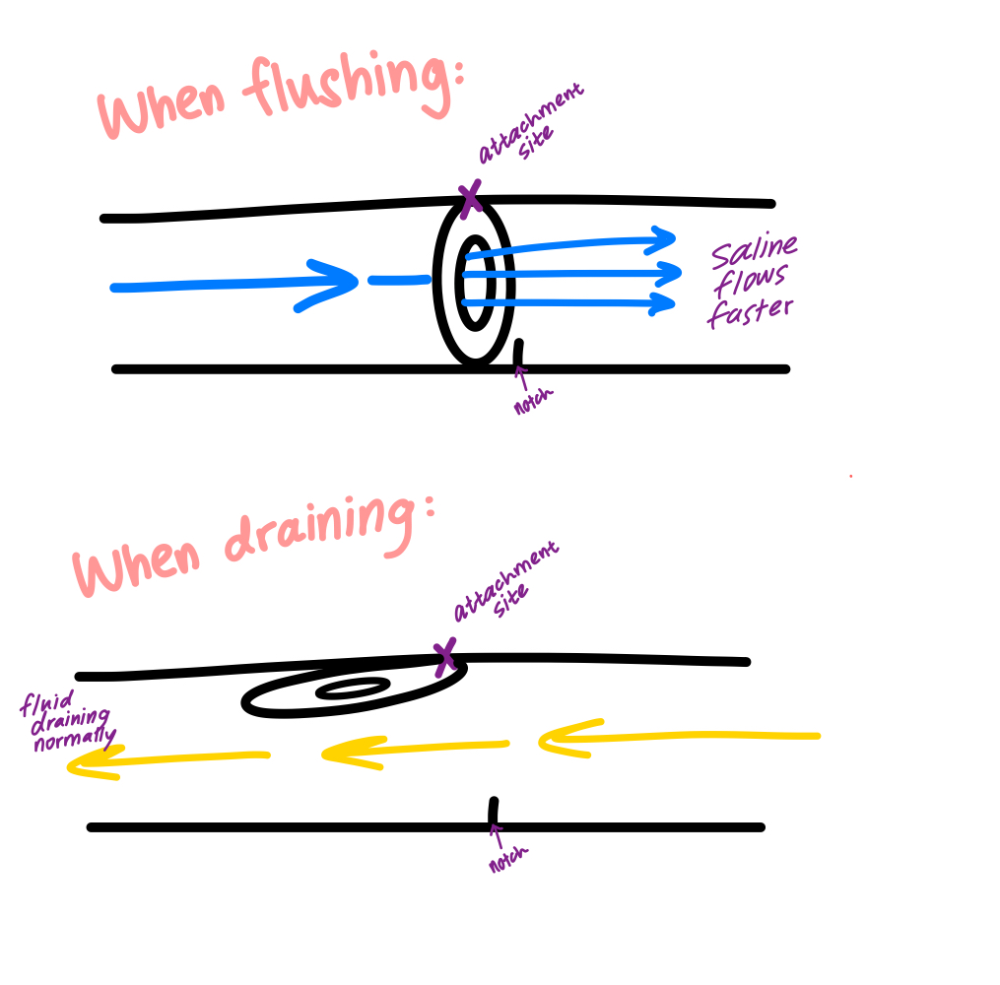 When flushing:
attachment
site
saline
flows
faster
notch
When draining:
attachment
site
fluid
draining
normally
notch